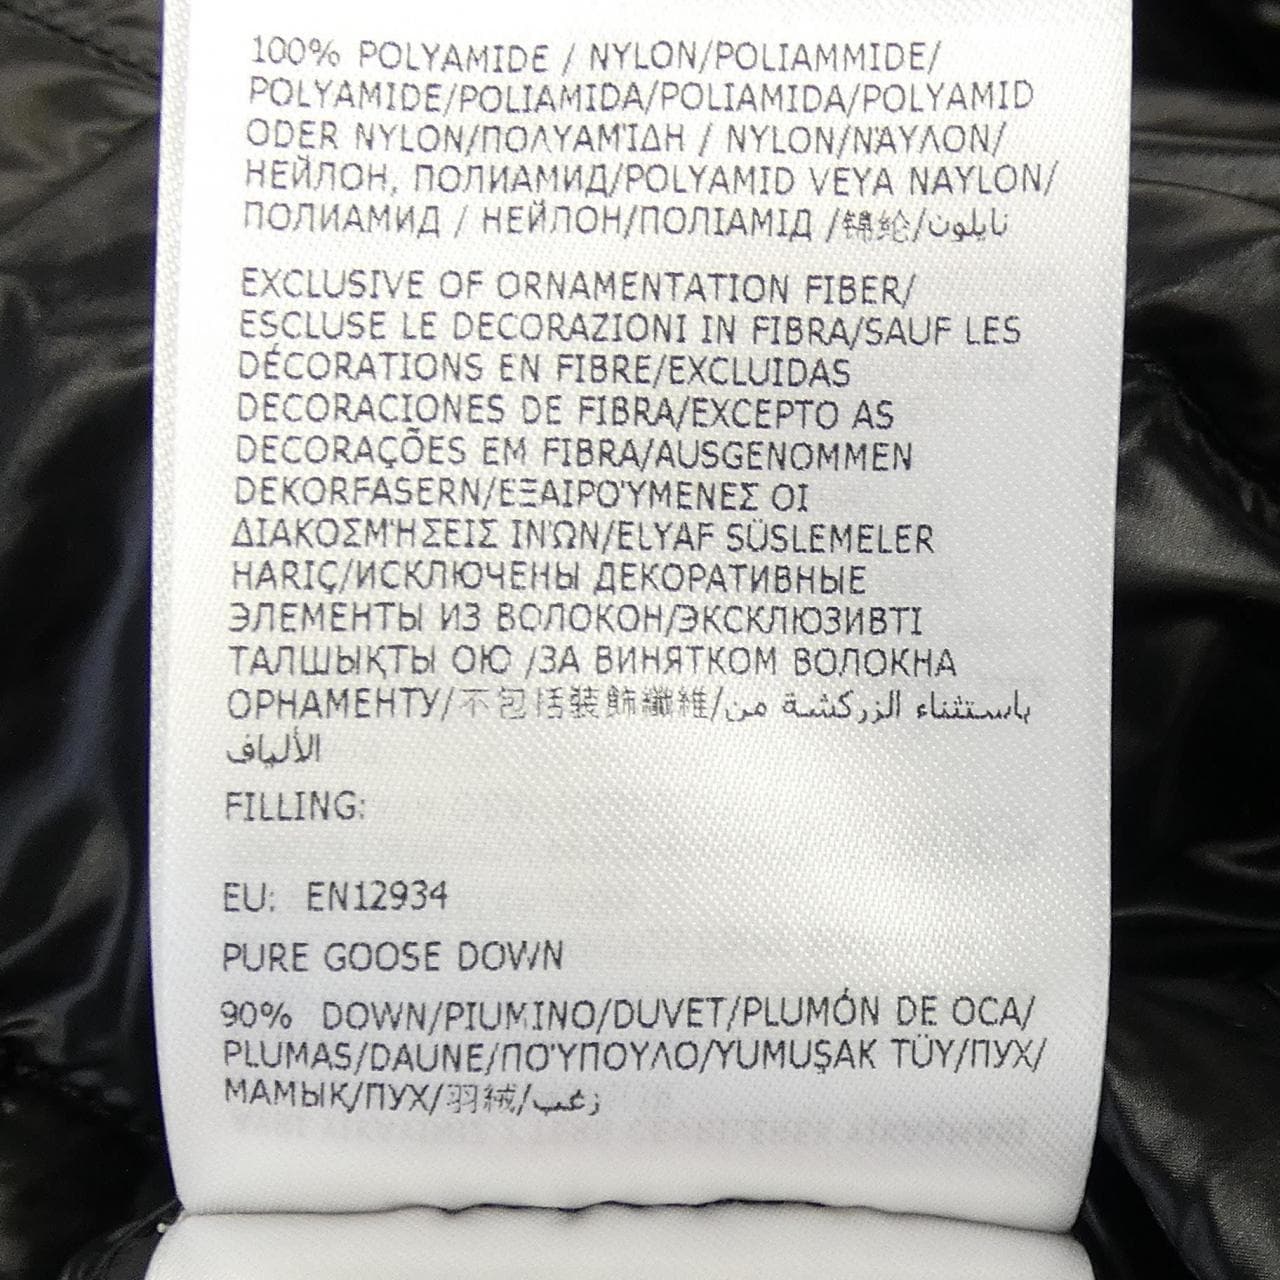 100% POLYAMIDE / NYLON/POLIAMMIDE/
POLYAMIDE/POLIAMIDA/POLIAMIDA/POLYAMID
ODER NYLON/ΠΟΛΥΑΜΊΔΗ / NYLON/ΝΆΥΛΟΝ/
НЕЙЛОН, ПОЛИАМИД/POLYAMID VEYA NAYLON/
ПОЛИАМИД / НЕЙЛОН/ПОЛІАМІД /锦纶/نايلون
EXCLUSIVE OF ORNAMENTATION FIBER/
ESCLUSE LE DECORAZIONI IN FIBRA/SAUF LES
DÉCORATIONS EN FIBRE/EXCLUIDAS
DECORACIONES DE FIBRA/EXCEPTO AS
DECORAÇÕES EM FIBRA/AUSGENOMMEN
DEKORFASERN/ΕΞΑΙΡΟΎΜΕΝΕΣ ΟΙ
ΔΙΑΚΟΣΜΉΣΕΙΣ ΙΝΏΝ/ELYAF SÜSLEMELER
HARIÇ/ИСКЛЮЧЕНЫ ДЕКОРАТИВНЫЕ
ЭЛЕМЕНТЫ ИЗ ВОЛОКОН/ЭКСКЛЮЗИВТІ
ТАЛШЫҚТЫ ОЮ /ЗА ВИНЯТКОМ ВОЛОКНА
ОРНАМЕНТУ/不包括装飾纖維/باستثناء الزركشة من
الألياف
FILLING:
EU: EN12934
PURE GOOSE DOWN
90% DOWN/PIUMINO/DUVET/PLUMÓN DE OCA/
PLUMAS/DAUNE/ΠΟΎΠΟΥΛΟ/YUMUŞAK TÜY/ПУХ/
МАМЫҚ/ПУХ/羽絨/زغب